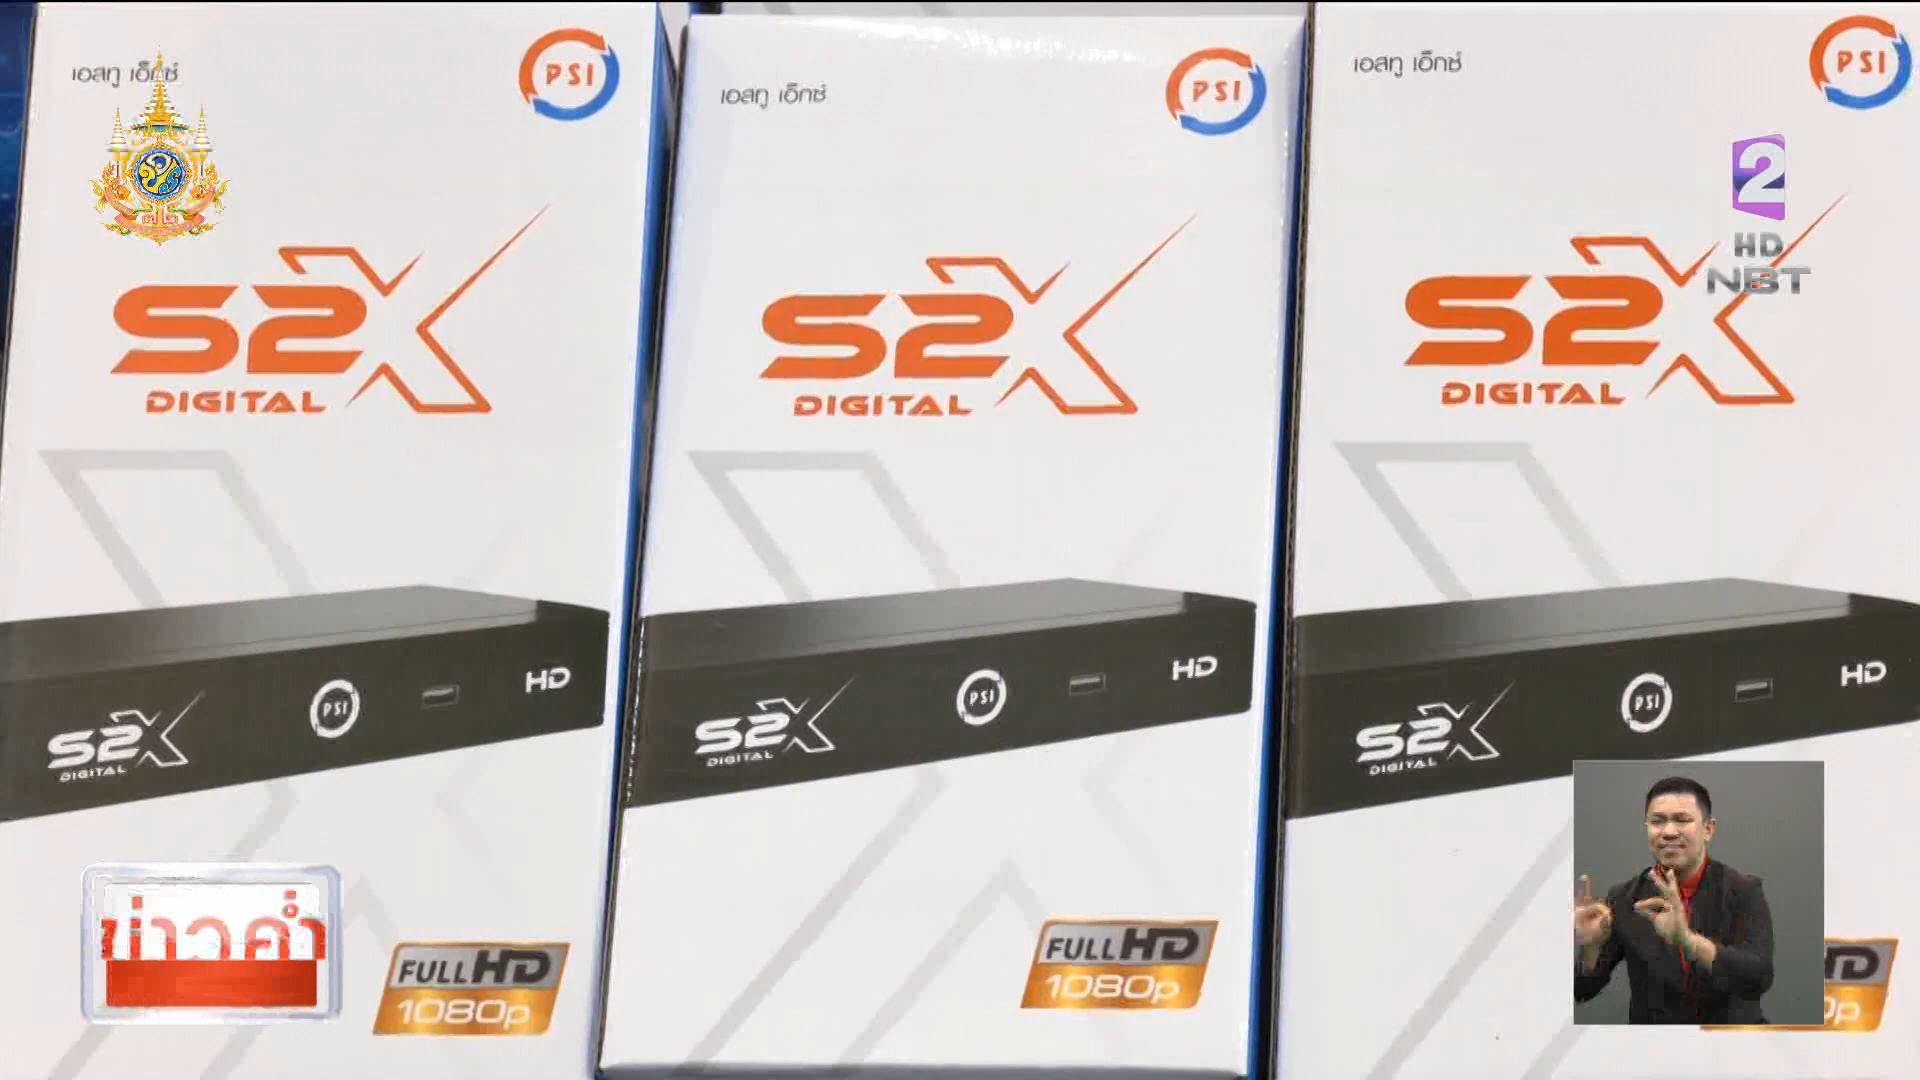 เอสทู เอ็กซ์
PSI
S2X
DIGITAL
S2X
DIGITAL
PSI
HD
FULL HD
1080p
เอสทู เอ็กซ์
PSI
S2X
DIGITAL
S2X
DIGITAL
PSI
HD
FULL HD
1080p
เอสทู เอ็กซ์
PSI
S2X
DIGITAL
S2X
DIGITAL
PSI
HD
HD
2
HD
NBT
๗๒
ข่าวค่ำ